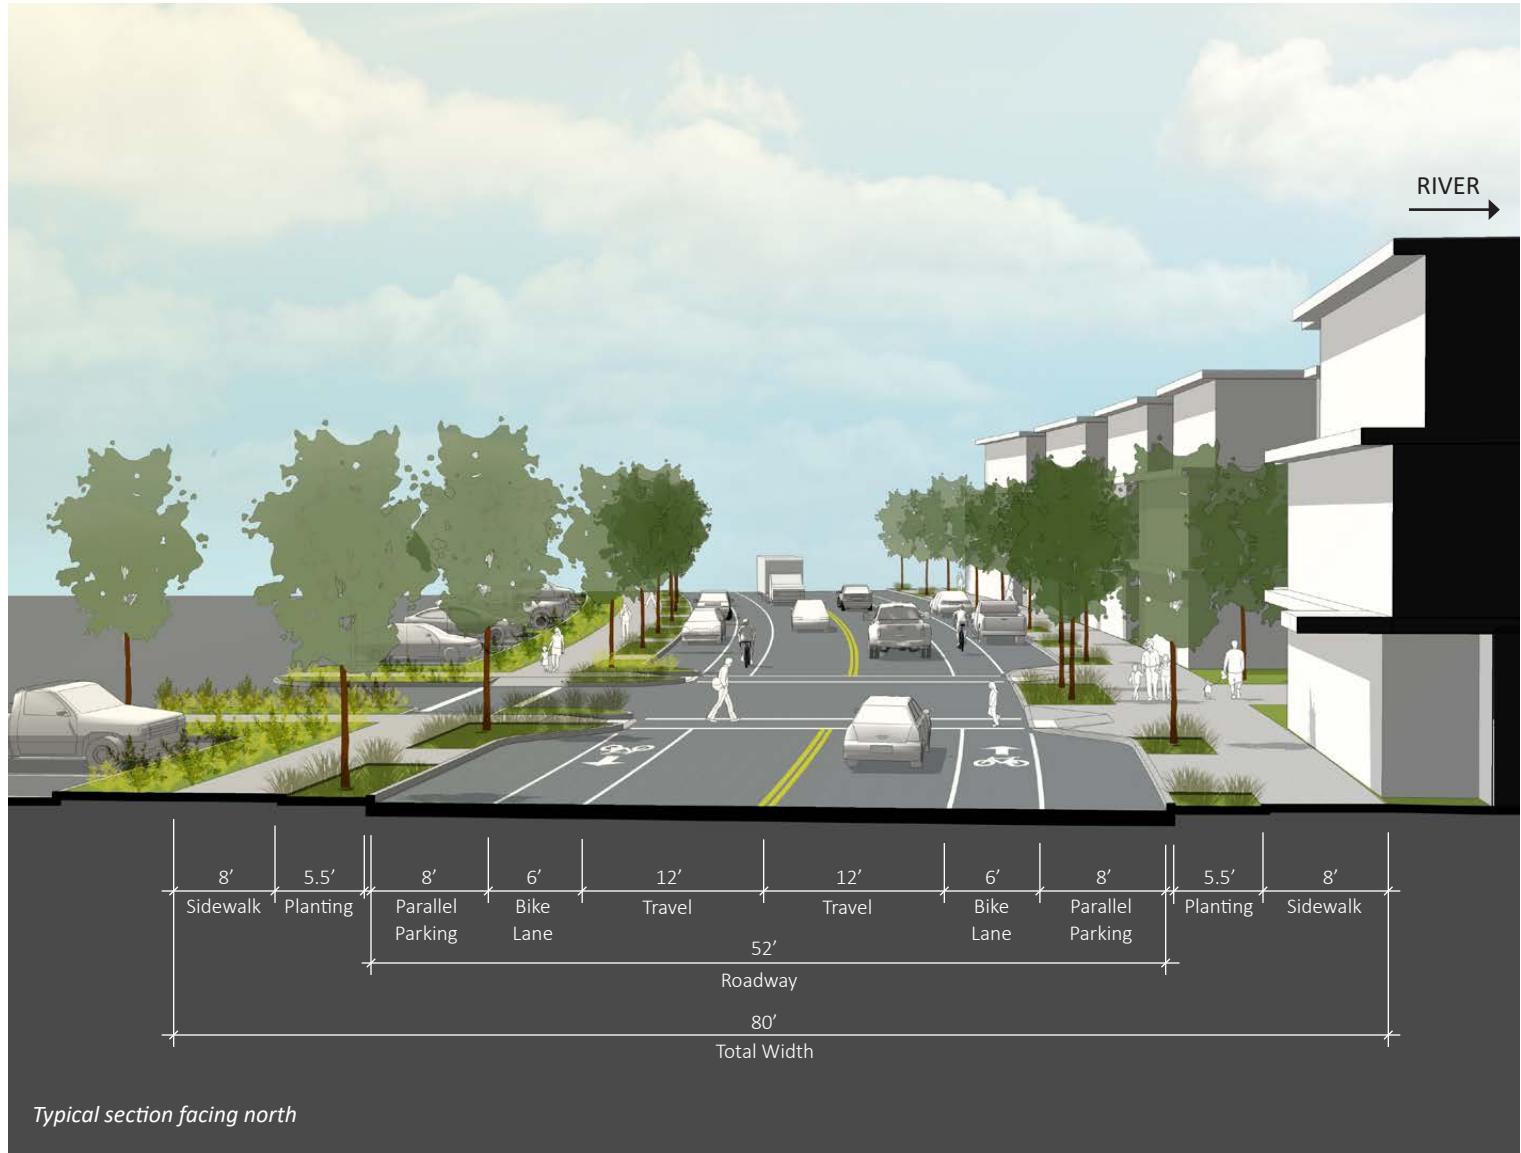 RIVER
8’ 5.5’ 8’ 6’ 12’ 12’ 6’ 8’ 5.5’ 8’
Sidewalk Planting Parallel Bike Travel Travel Bike Parallel Planting Sidewalk
Parking Lane Lane Parking
52’
Roadway
80’
Total Width
Typical section facing north